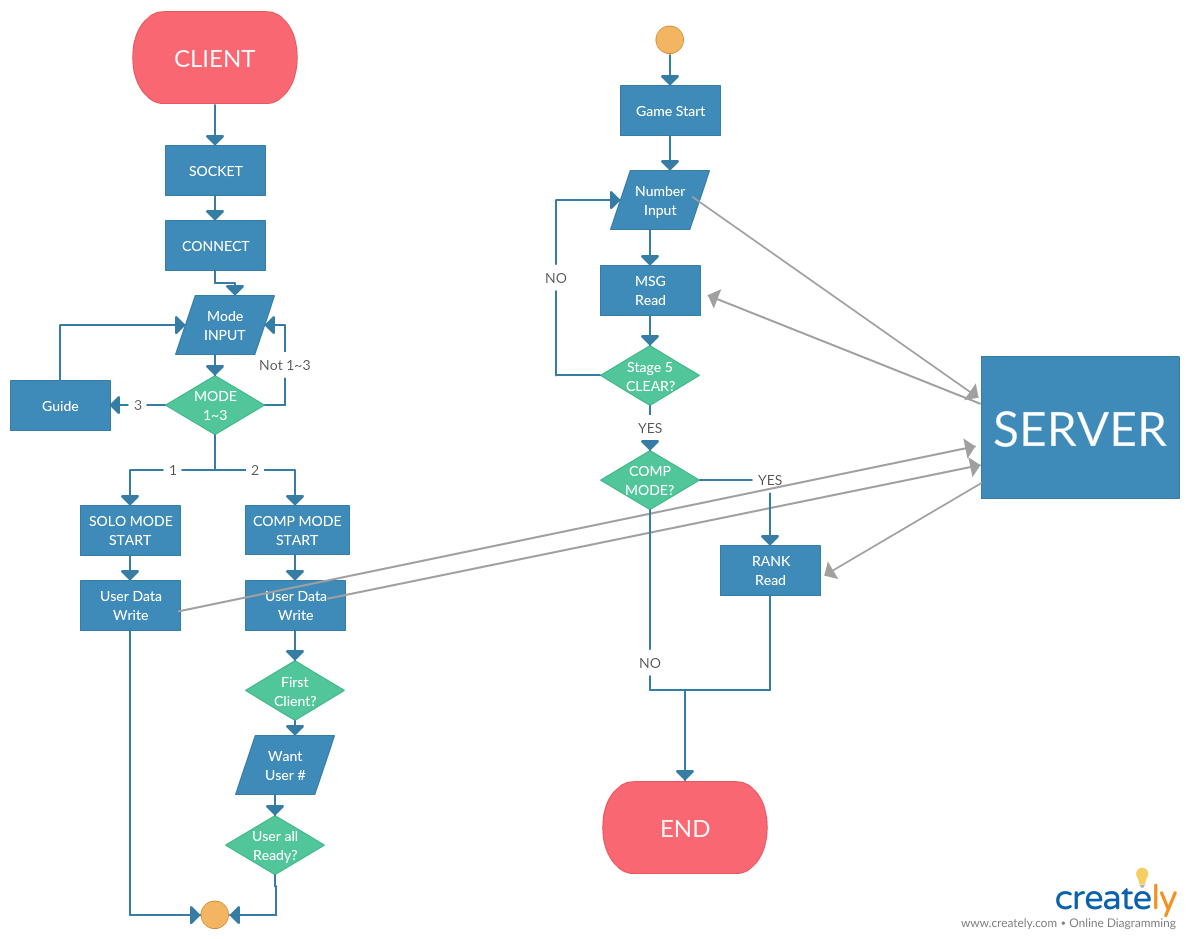 CLIENT
SOCKET
CONNECT
Mode
INPUT
Not 1~3
Guide
3
MODE
1~3
1
2
SOLO MODE
START
COMP MODE
START
User Data
Write
User Data
Write
First
Client?
Want
User #
User all
Ready?
Game Start
Number
Input
NO
MSG
Read
Stage 5
CLEAR?
YES
COMP
MODE?
YES
RANK
Read
NO
END
SERVER
creately
www.creately.com • Online Diagramming